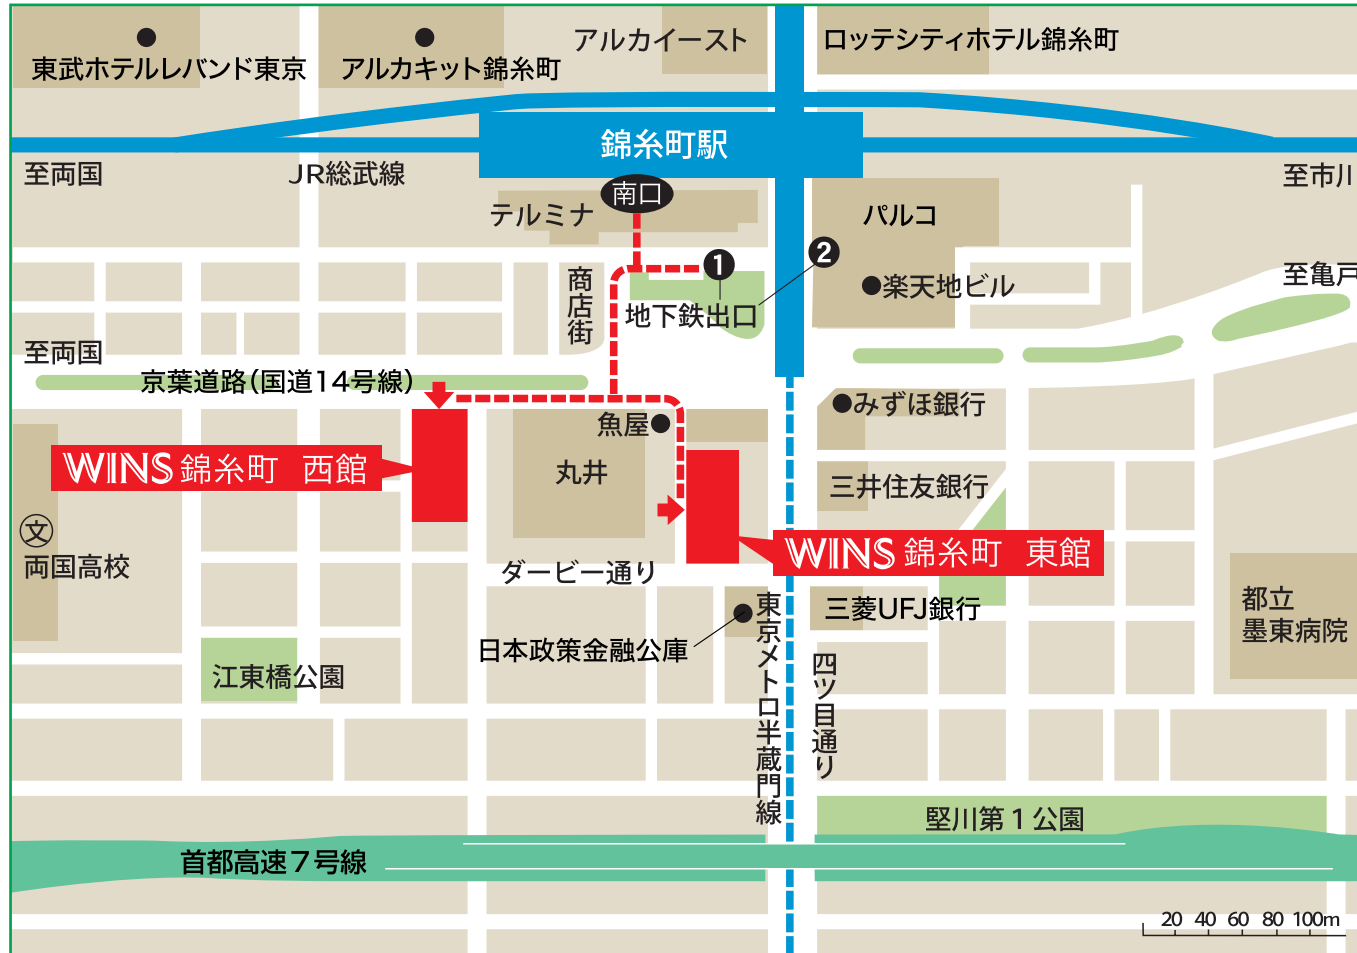 東武ホテルレバンド東京
アルカキット錦糸町
アルカイースト
ロッテシティホテル錦糸町
錦糸町駅
至両国
JR総武線
至市川
南口
テルミナ
パルコ
1
2
商店街
地下鉄出口
楽天地ビル
至亀戸
至両国
京葉道路(国道14号線)
魚屋
みずほ銀行
丸井
WINS 錦糸町 西館
三井住友銀行
文
両国高校
WINS 錦糸町 東館
ダービー通り
三菱UFJ銀行
都立
墨東病院
日本政策金融公庫
東京メトロ半蔵門線
四ツ目通り
江東橋公園
堅川第1公園
首都高速7号線
20 40 60 80 100m